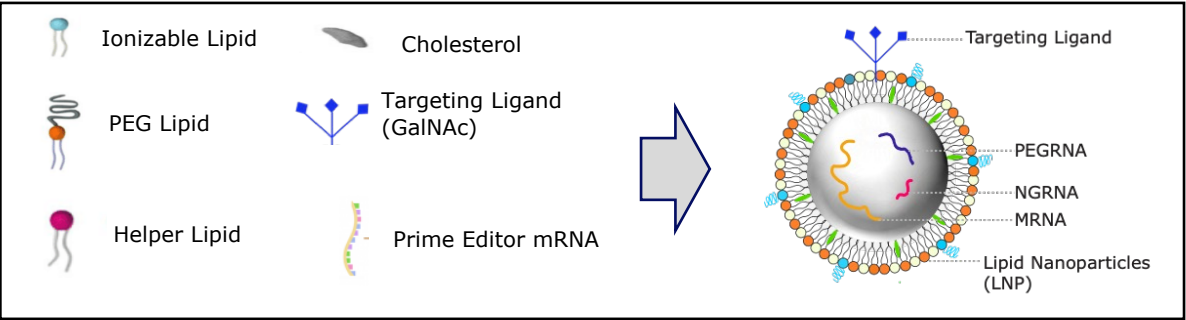 Ionizable Lipid
Cholesterol
PEG Lipid
Targeting Ligand
(GalNAc)
Helper Lipid
Prime Editor mRNA
Targeting Ligand
PEGRNA
NGRNA
MRNA
Lipid Nanoparticles
(LNP)